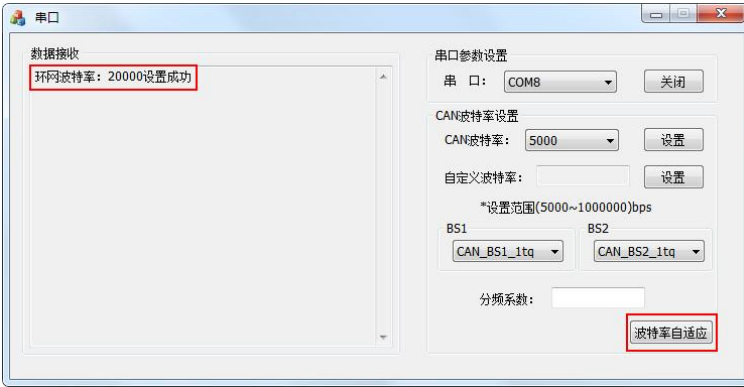 串口
数据接收
环网波特率：20000设置成功
串口参数设置
串 口： COM8 关闭
CAN波特率设置
CAN波特率： 5000 设置
自定义波特率： 设置
*设置范围(5000~1000000)bps
BS1 BS2
CAN_BS1_1tq CAN_BS2_1tq
分频系数：
波特率自适应